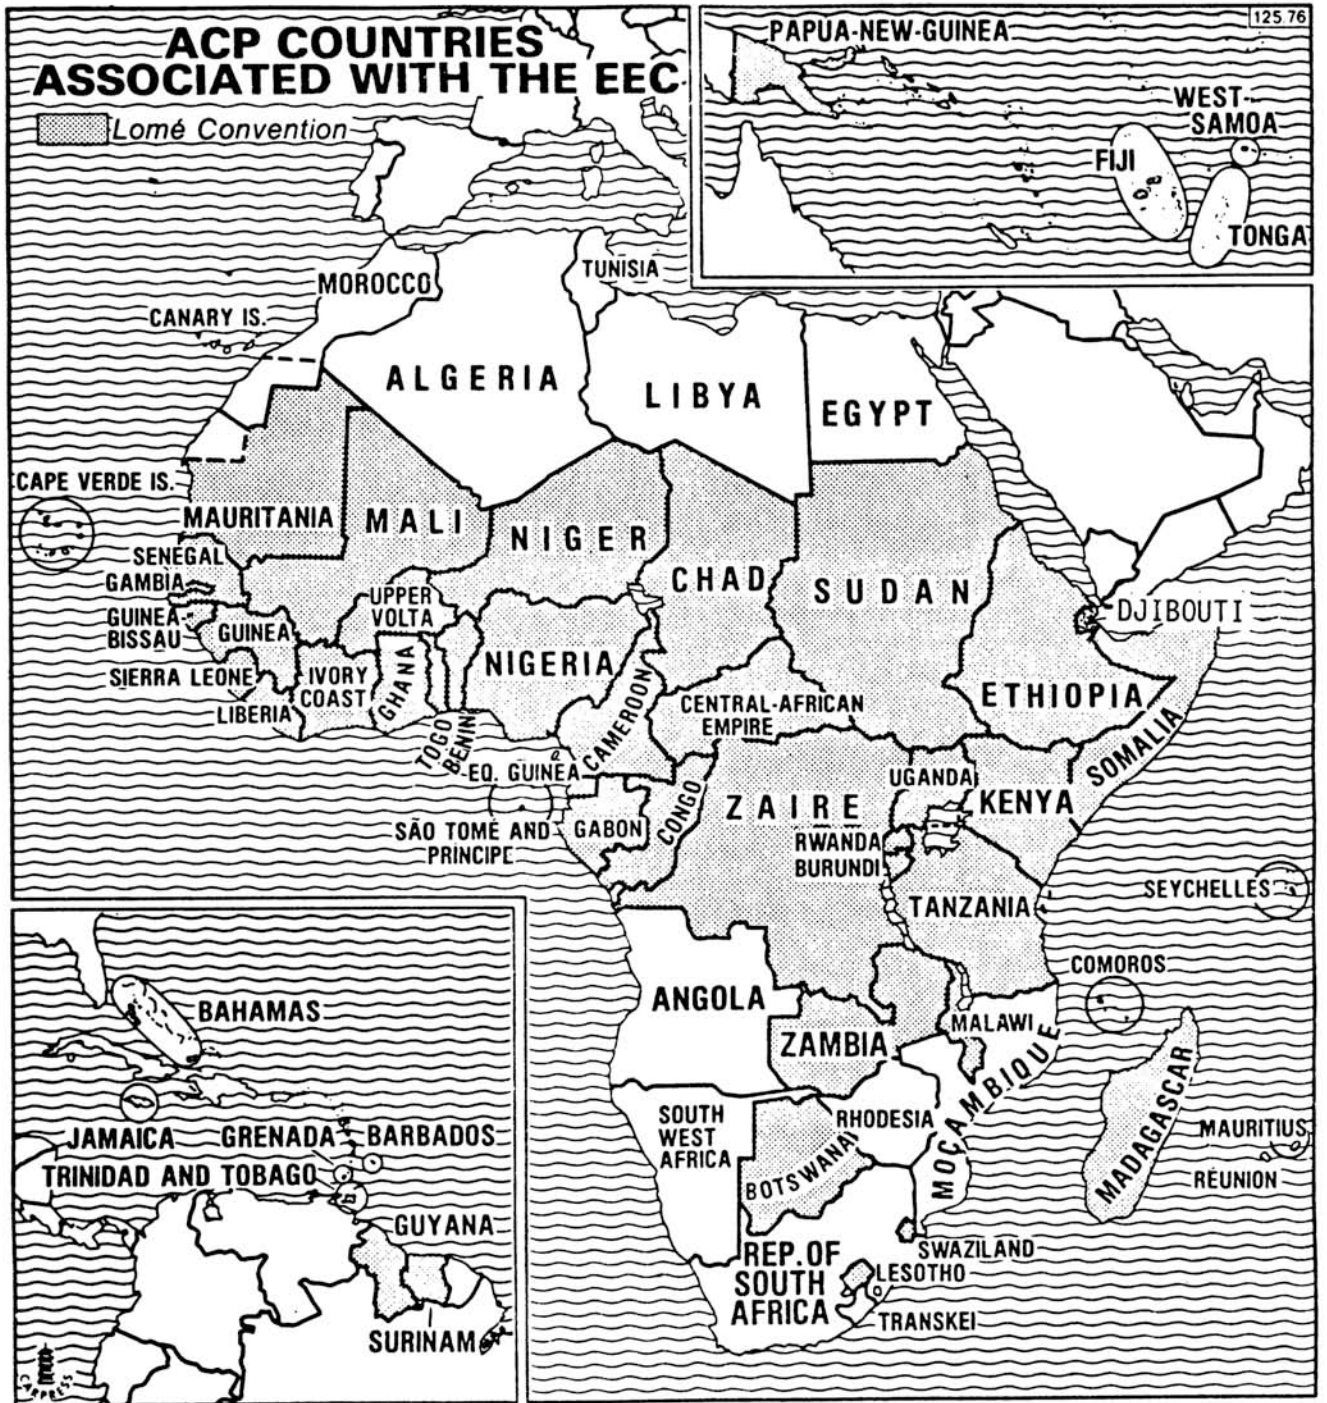 ACP COUNTRIES
ASSOCIATED WITH THE EEC
Lomé Convention
125.76
PAPUA-NEW-GUINEA
WEST-
SAMOA
FIJI
TONGA
MOROCCO
TUNISIA
CANARY IS.
ALGERIA
LIBYA
EGYPT
CAPE VERDE IS.
MAURITANIA
MALI
NIGER
CHAD
SUDAN
SENEGAL
GAMBIA
GUINEA-
BISSAU
GUINEA
UPPER
VOLTA
DJIBOUTI
SIERRA LEONE
LIBERIA
IVORY
COAST
GHANA
TOGO
BENIN
NIGERIA
CAMEROON
CENTRAL-AFRICAN
EMPIRE
ETHIOPIA
SOMALIA
EQ. GUINEA
SÃO TOMÉ AND
PRINCIPE
GABON
CONGO
ZAIRE
UGANDA
KENYA
RWANDA
BURUNDI
TANZANIA
SEYCHELLES
COMOROS
ANGOLA
ZAMBIA
MALAWI
MOÇAMBIQUE
MADAGASCAR
MAURITIUS
RÉUNION
SOUTH
WEST
AFRICA
BOTSWANA
RHODESIA
SWAZILAND
LESOTHO
TRANSKEI
REP. OF
SOUTH
AFRICA
BAHAMAS
JAMAICA
GRENADA
BARBADOS
TRINIDAD AND TOBAGO
GUYANA
SURINAM
CARPRESS